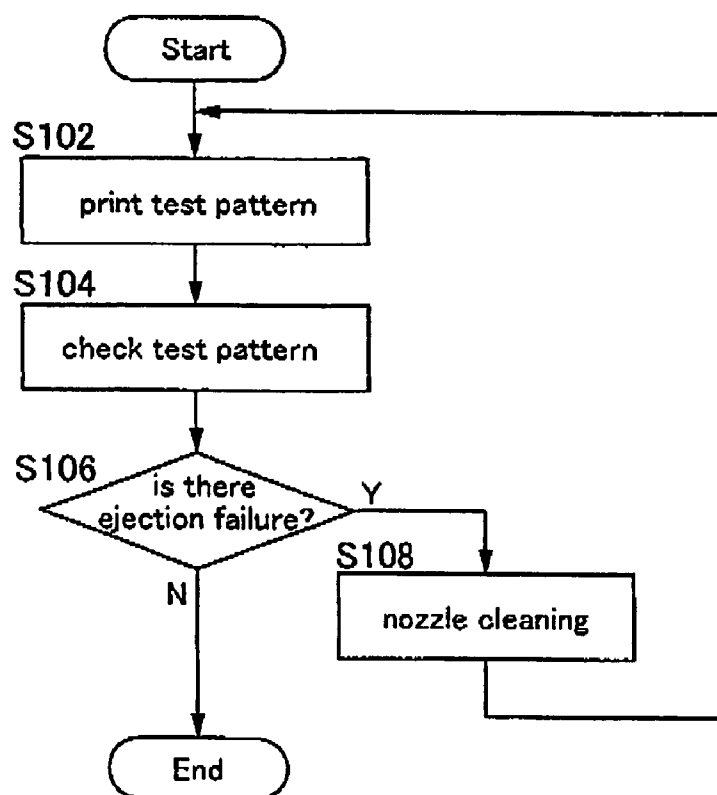 Start
S102
print test pattern
S104
check test pattern
S106
is there
ejection failure?
Y
S108
N
nozzle cleaning
End